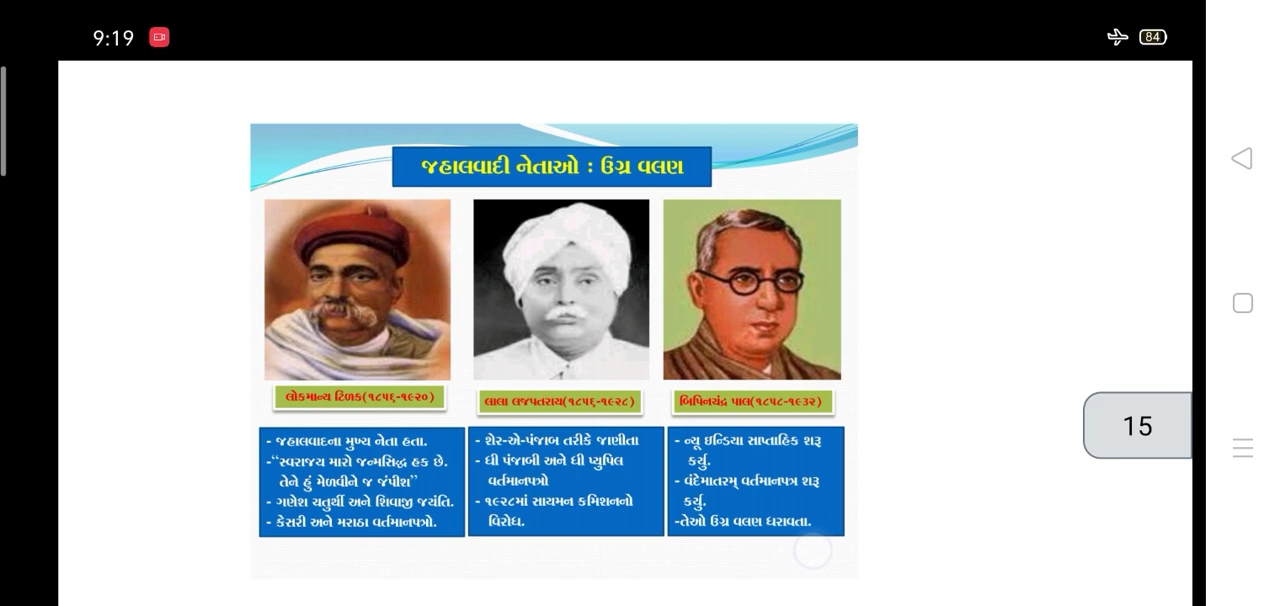 9:19
84
જહાલવાદી નેતાઓ : ઉગ્ર વલણ
લોકમાન્ય ટિળક(૧૮૫૬-૧૯૨૦)
- જહાલવાદના મુખ્ય નેતા હતા.
-“સ્વરાજય મારો જન્મસિદ્ધ હક છે.
તેને હું મેળવીને જ જંપીશ”
- ગણેશ ચતુર્થી અને શિવાજી જયંતિ.
- કેસરી અને મરાઠા વર્તમાનપત્રો.
લાલા લજપતરાય(૧૮૫૬-૧૯૨૮)
- શેર-એ-પંજાબ તરીકે જાણીતા
- ધી પંજાબી અને ધી પ્યુપિલ
વર્તમાનપત્રો
- ૧૯૨૮માં સાયમન કમિશનનો
વિરોધ.
બિપિનચંદ્ર પાલ(૧૮૫૮-૧૯૩૨)
- ન્યૂ ઇન્ડિયા સાપ્તાહિક શરૂ
કર્યુ.
- વંદેમાતરમ્ વર્તમાનપત્ર શરૂ
કર્યુ.
-તેઓ ઉગ્ર વલણ ધરાવતા.
15